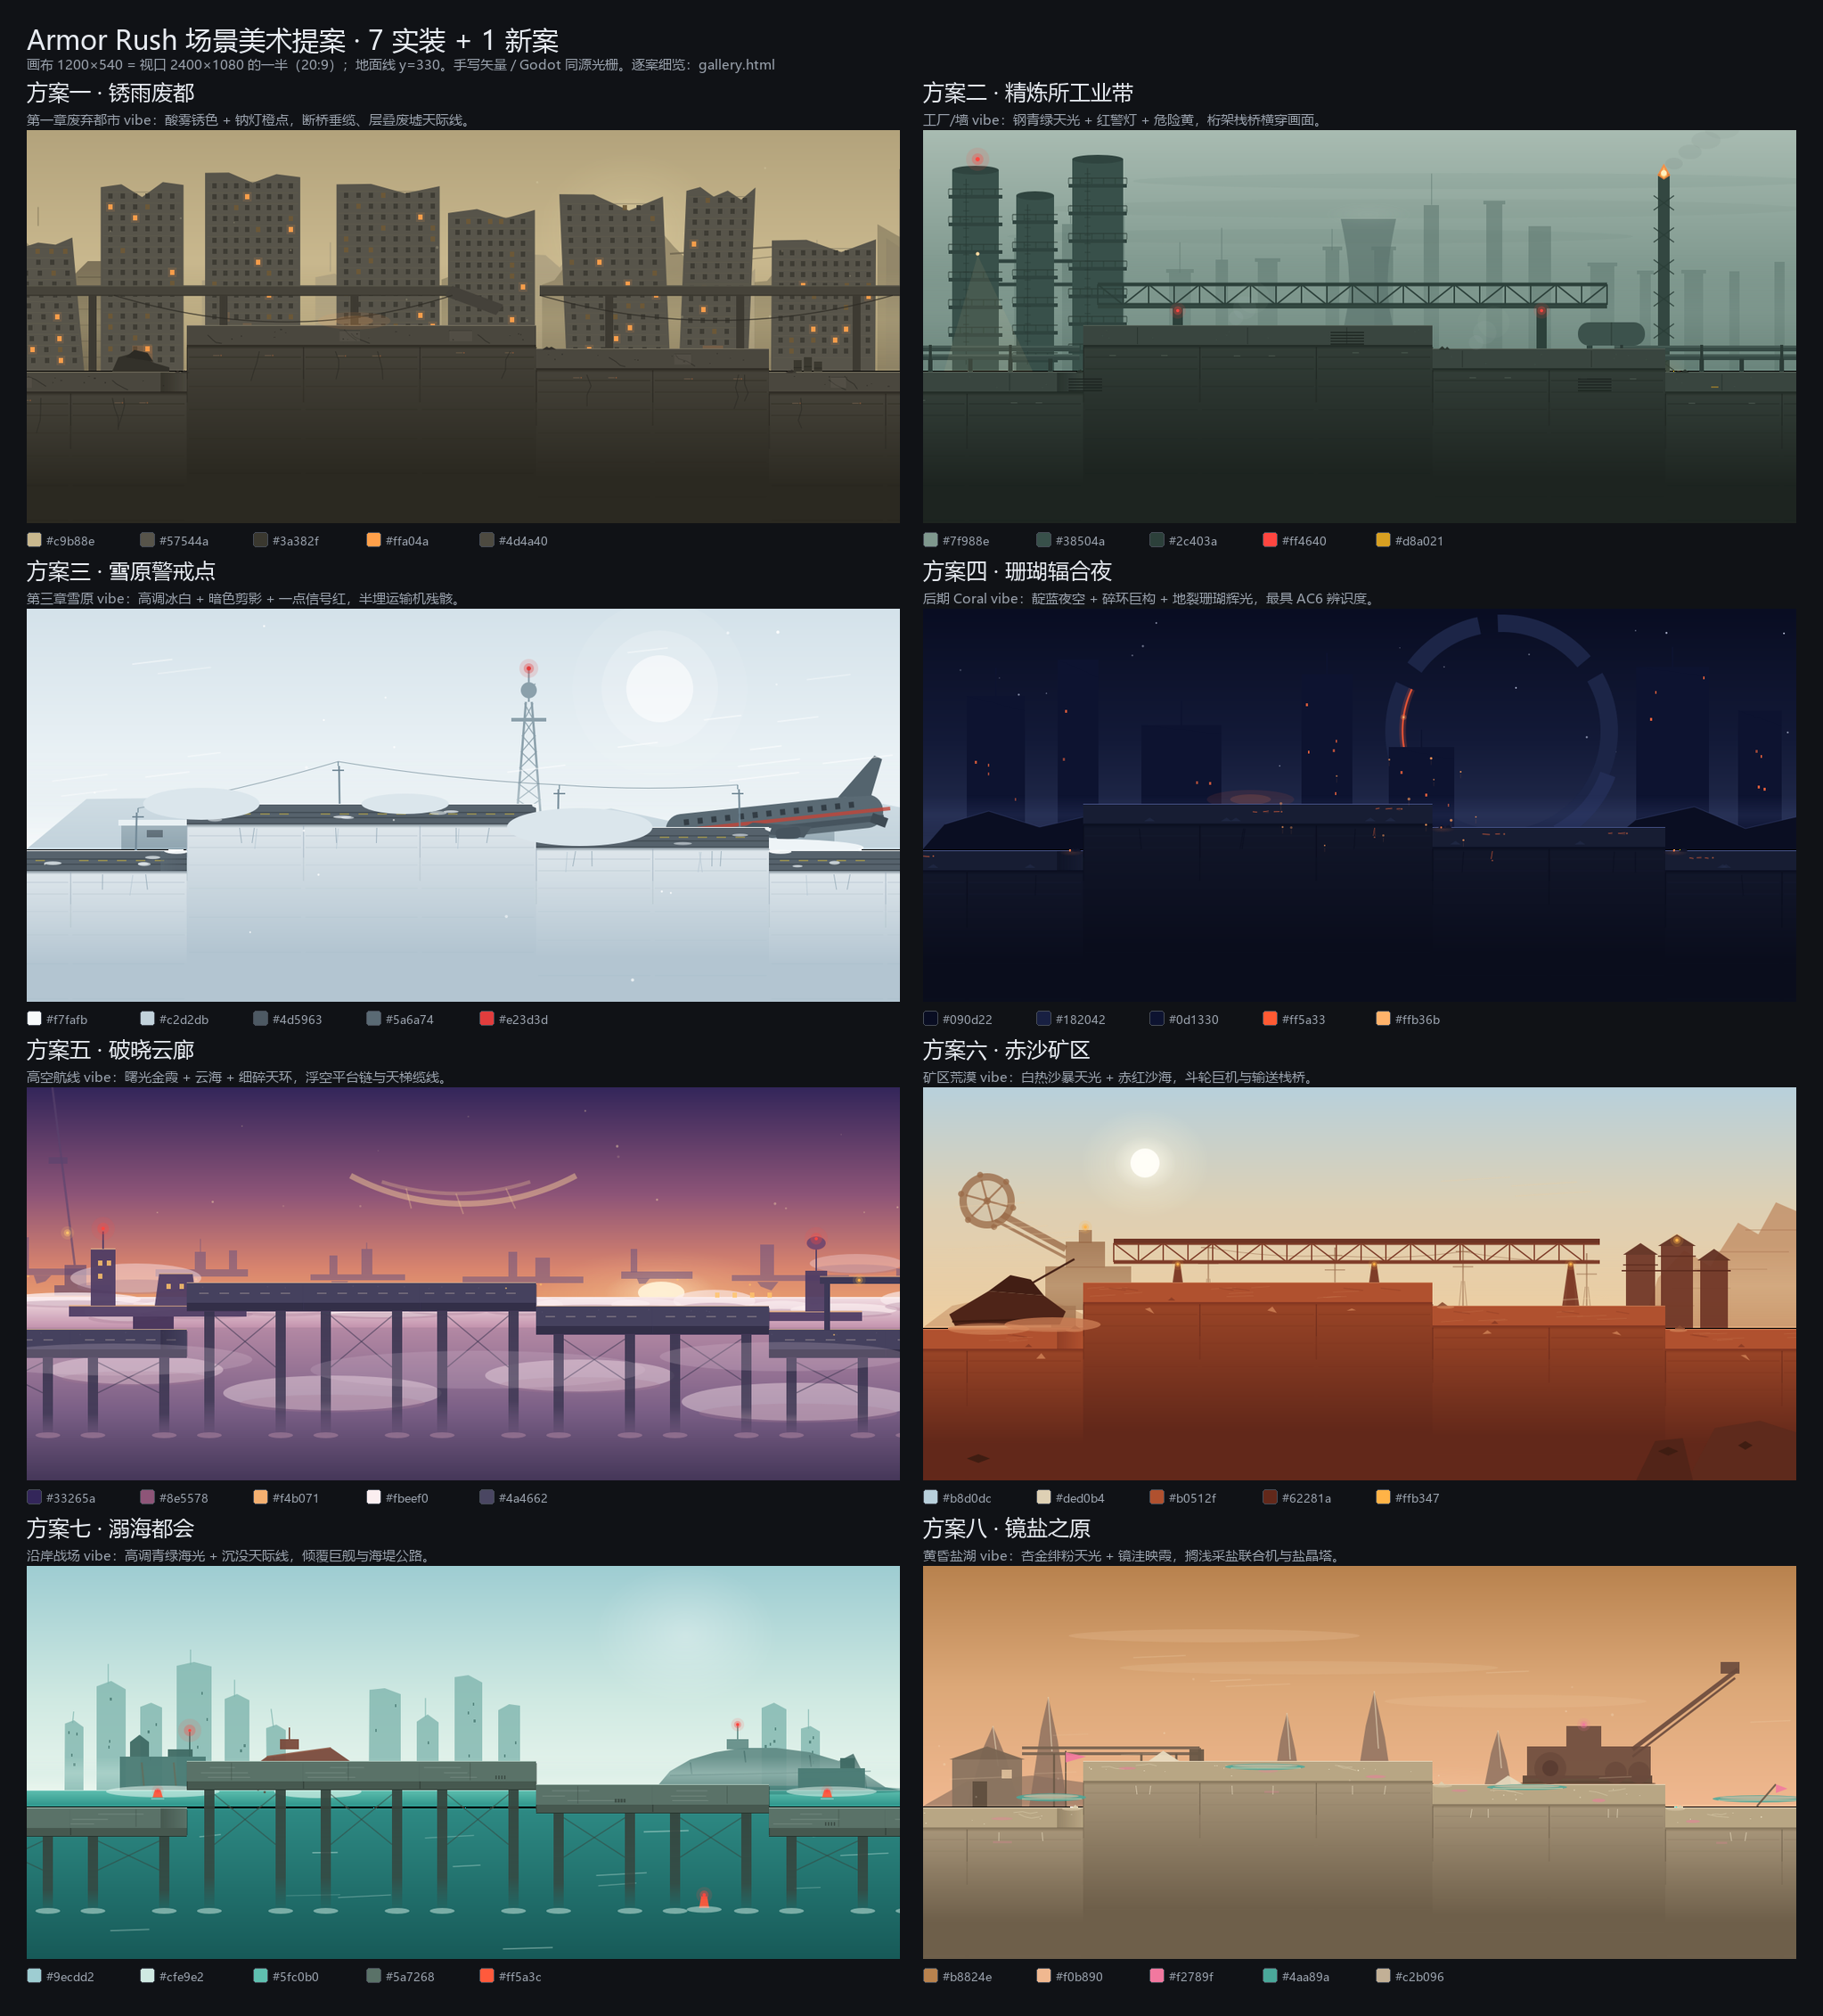 Armor Rush 场景美术提案 · 7 实装 + 1 新案
画布 1200×540 = 视口 2400×1080 的一半（20:9）；地面线 y=330。手写矢量 / Godot 同源光栅。逐案细览：gallery.html
方案一 · 锈雨废都
第一章废弃都市 vibe：酸雾锈色 + 钠灯橙点，断桥垂缆、层叠废墟天际线。
#c9b88e #57544a #3a382f #ffa04a #4d4a40
方案二 · 精炼所工业带
工厂/墙 vibe：钢青绿天光 + 红警灯 + 危险黄，桁架栈桥横穿画面。
#7f988e #38504a #2c403a #ff4640 #d8a021
方案三 · 雪原警戒点
第三章雪原 vibe：高调冰白 + 暗色剪影 + 一点信号红，半埋运输机残骸。
#f7fafb #c2d2db #4d5963 #5a6a74 #e23d3d
方案四 · 珊瑚辐合夜
后期 Coral vibe：靛蓝夜空 + 碎环巨构 + 地裂珊瑚辉光，最具 AC6 辨识度。
#090d22 #182042 #0d1330 #ff5a33 #ffb36b
方案五 · 破晓云廊
高空航线 vibe：曙光金霞 + 云海 + 细碎天环，浮空平台链与天梯缆线。
#33265a #8e5578 #f4b071 #fbeef0 #4a4662
方案六 · 赤沙矿区
矿区荒漠 vibe：白热沙暴天光 + 赤红沙海，斗轮巨机与输送栈桥。
#b8d0dc #ded0b4 #b0512f #62281a #ffb347
方案七 · 溺海都会
沿岸战场 vibe：高调青绿海光 + 沉没天际线，倾覆巨舰与海堤公路。
#9ecdd2 #cfe9e2 #5fc0b0 #5a7268 #ff5a3c
方案八 · 镜盐之原
黄昏盐湖 vibe：杏金绯粉天光 + 镜洼映霞，搁浅采盐联合机与盐晶塔。
#b8824e #f0b890 #f2789f #4aa89a #c2b096